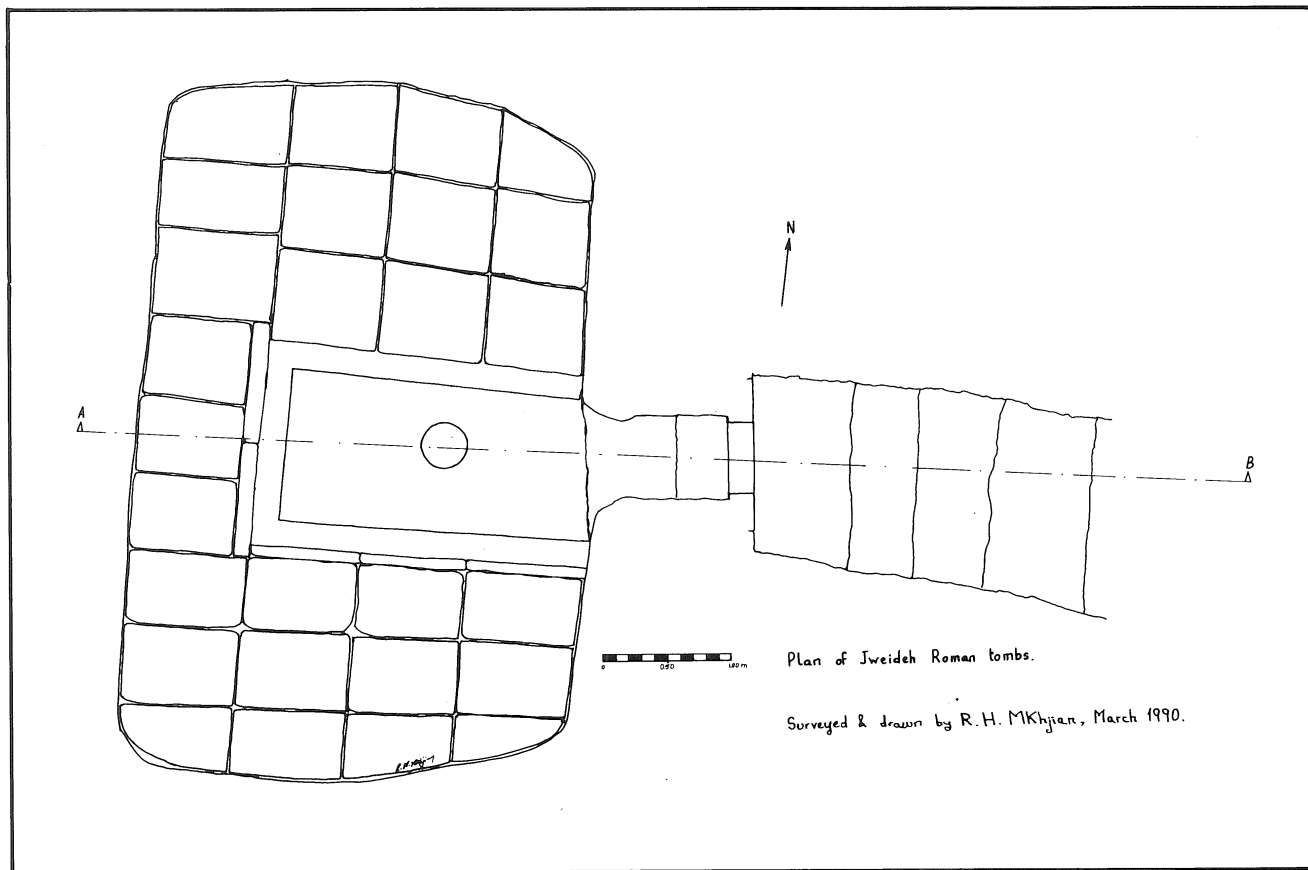 N
A
B
0 0.50 1.00 m
Plan of Jweideh Roman tombs.
Surveyed & drawn by R.H. MKhjian, March 1990.